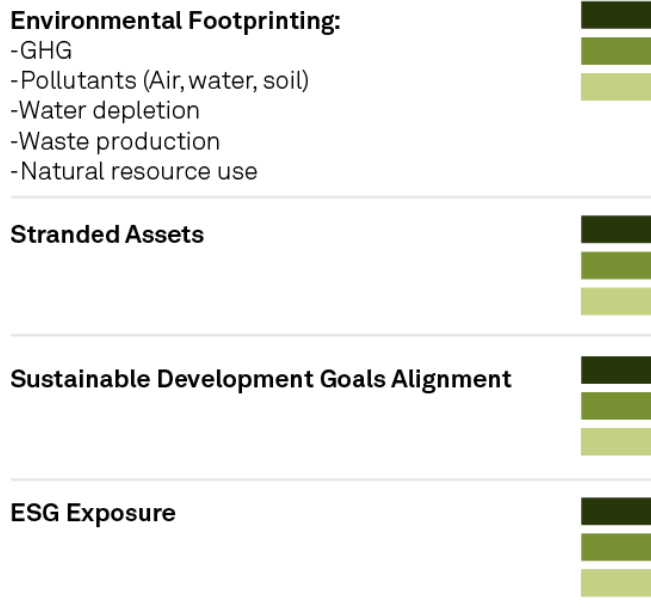 Environmental Footprinting:
-GHG
-Pollutants (Air, water, soil)
-Water depletion
-Waste production
-Natural resource use
Stranded Assets
Sustainable Development Goals Alignment
ESG Exposure